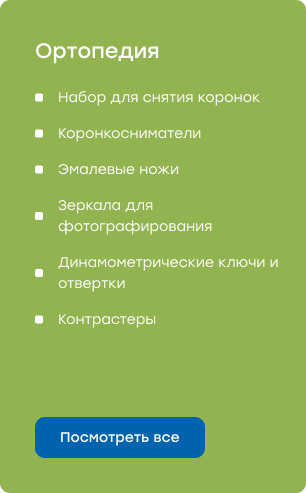 Ортопедия
Набор для снятия коронок
Коронкосниматели
Эмалевые ножи
Зеркала для
фотографирования
Динамометрические ключи и
отвертки
Контрастеры
Посмотреть все